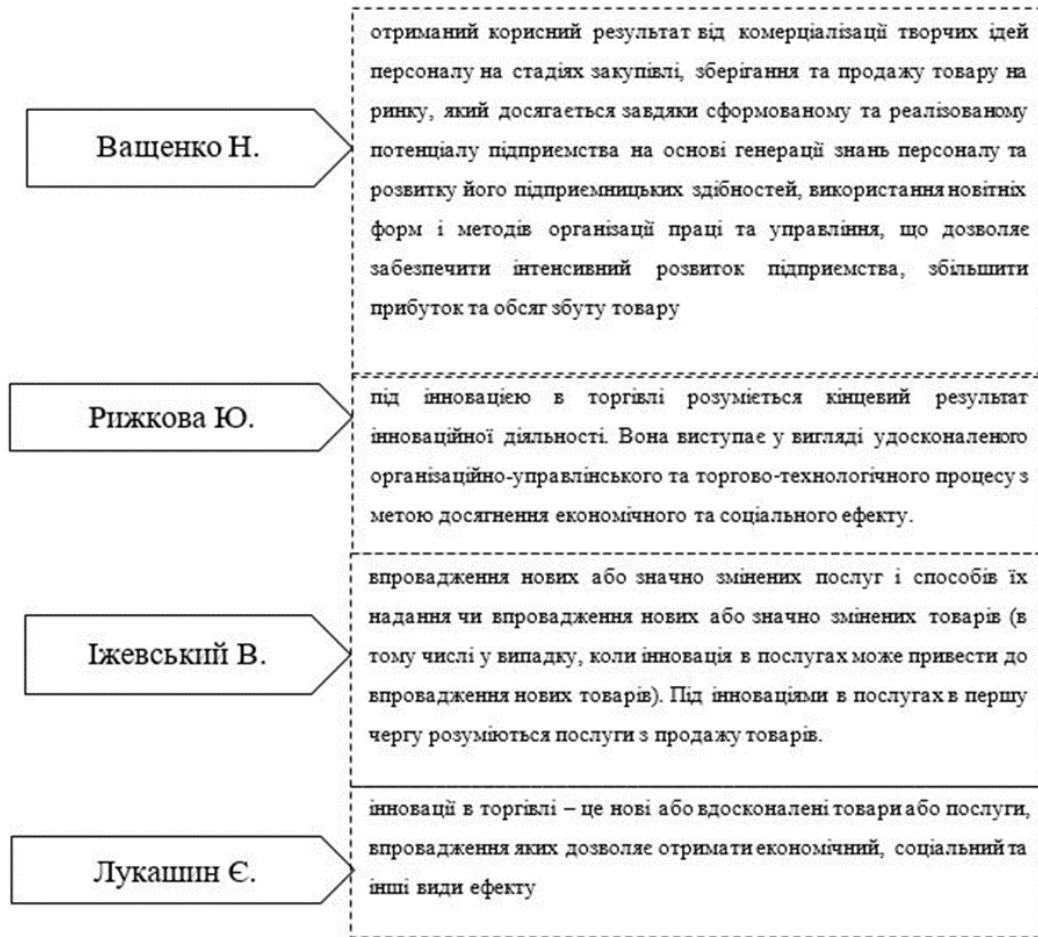 Ващенко Н.
отриманий корисний результат від комерціалізації творчих ідей
персоналу на стадіях закупівлі, зберігання та продажу товару на
ринку, який досягається завдяки сформованому та реалізованому
потенціалу підприємства на основі генерації знань персоналу та
розвитку його підприємницьких здібностей, використання новітніх
форм і методів організації праці та управління, що дозволяє
забезпечити інтенсивний розвиток підприємства, збільшити
прибуток та обсяг збуту товару
Рижкова Ю.
під інновацією в торгівлі розуміється кінцевий результат
інноваційної діяльності. Вона виступає у вигляді удосконаленого
організаційно-управлінського та торгово-технологічного процесу з
метою досягнення економічного та соціального ефекту.
Іжевський В.
впровадження нових або значно змінених послуг і способів їх
надання чи впровадження нових або значно змінених товарів (в
тому числі у випадку, коли інновація в послугах може привести до
впровадження нових товарів). Під інноваціями в послугах в першу
чергу розуміються послуги з продажу товарів.
Лукашин Є.
інновації в торгівлі – це нові або вдосконалені товари або послуги,
впровадження яких дозволяє отримати економічний, соціальний та
інші види ефекту